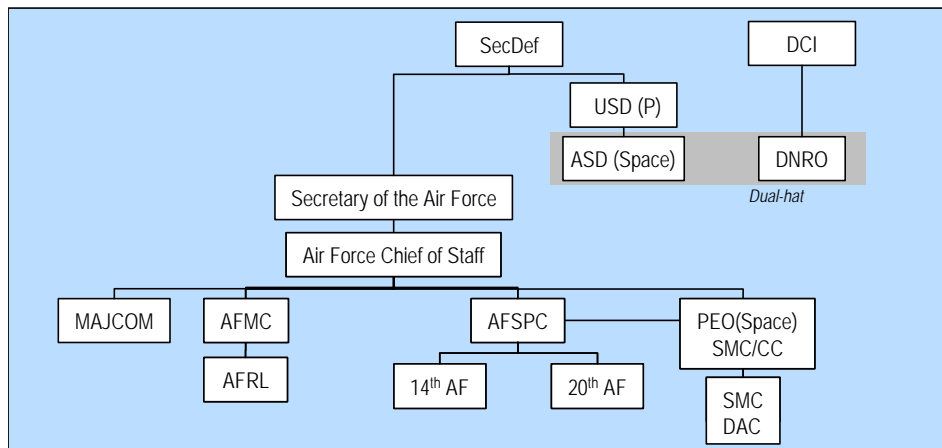 SecDef
DCI
USD (P)
ASD (Space)
DNRO
Dual-hat
Secretary of the Air Force
Air Force Chief of Staff
MAJCOM
AFMC
AFSPC
PEO(Space)
SMC/CC
AFRL
14th AF
20th AF
SMC
DAC